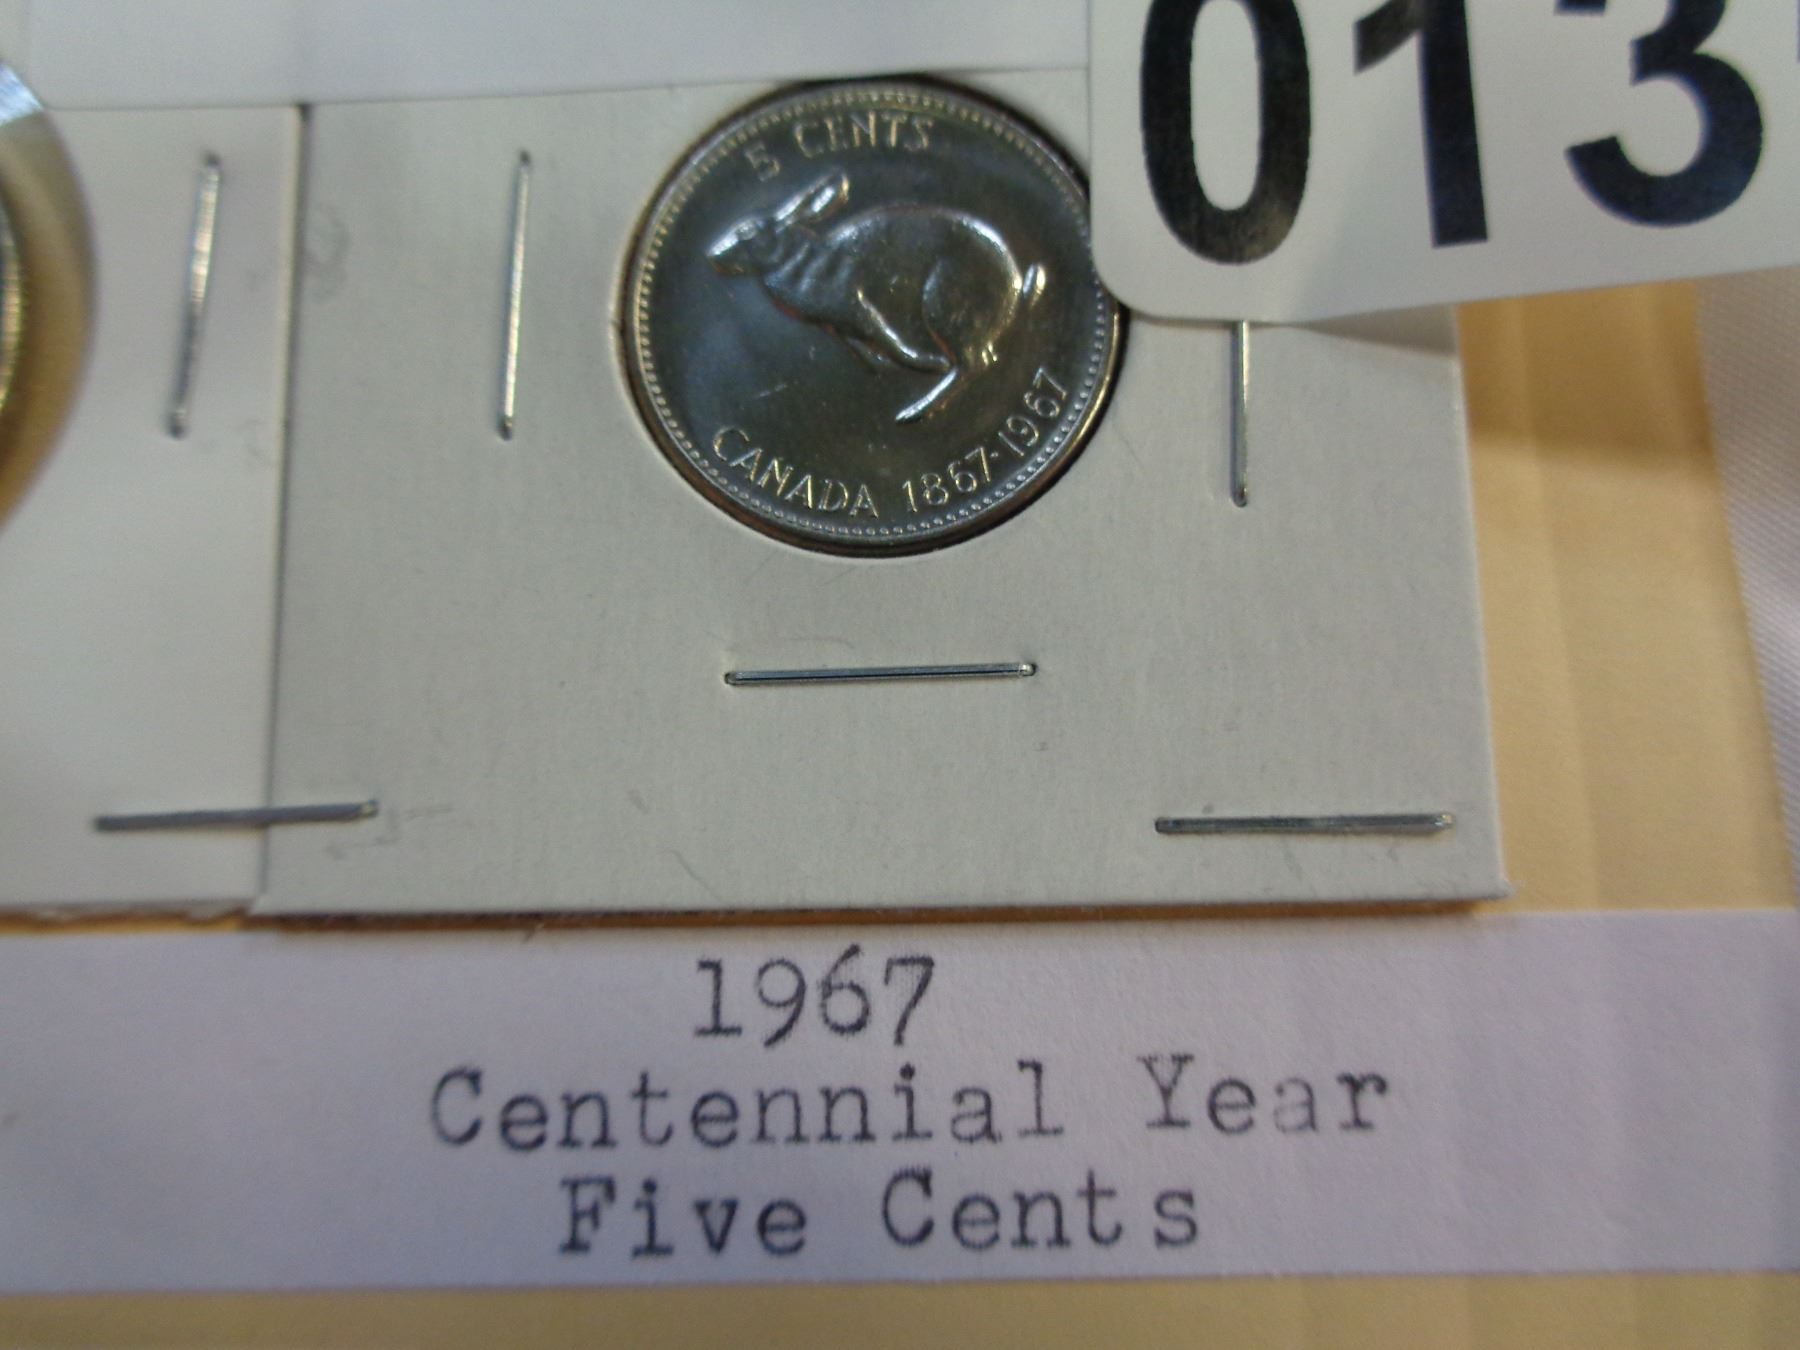 013
5 CENTS
CANADA 1867·1967
1967
Centennial Year
Five Cents